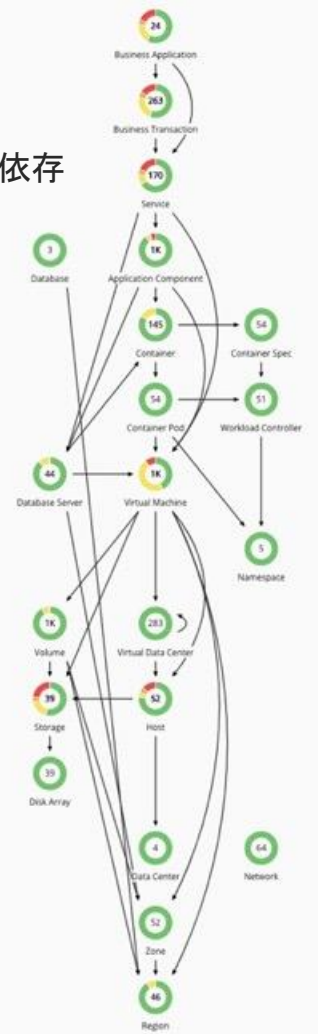 24
Business Application
263
Business Transaction
依存
170
Service
3
1K
Database
Application Component
145
54
Container
Container Spec
54
51
Container Pod
Workload Controller
44
1K
Database Server
Virtual Machine
5
Namespace
1K
283
Volume
Virtual Data Center
39
52
Storage
Host
39
Disk Array
4
64
Data Center
Network
52
Zone
46
Region